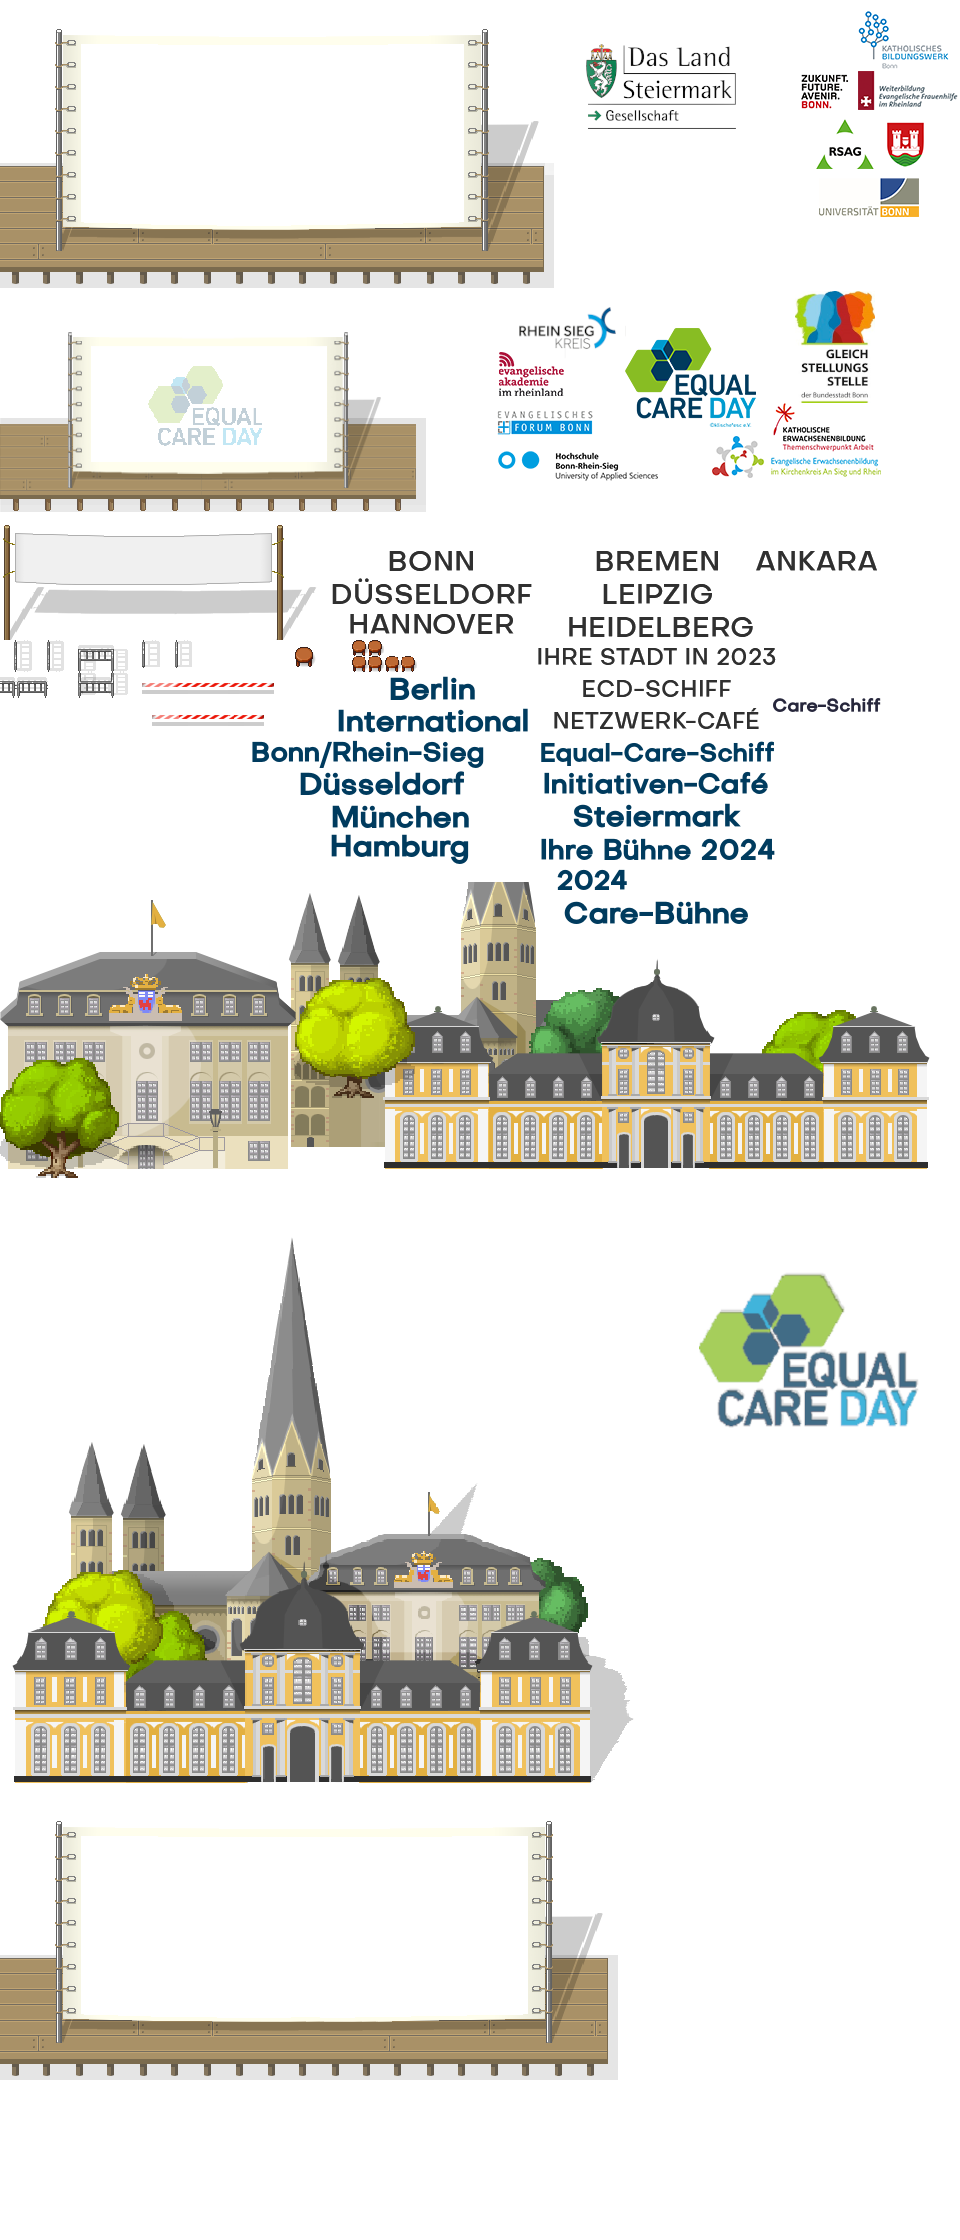 Das Land
Steiermark
Gesellschaft
KATHOLISCHES
BILDUNGSWERK
Bonn
ZUKUNFT.
FUTURE.
AVENIR.
BONN.
Weiterbildung
Evangelische Frauenhilfe
im Rheinland
RSAG
UNIVERSITÄT BONN
RHEIN SIEG
KREIS
evangelische
akademie
im rheinland
EVANGELISCHES
FORUM BONN
Hochschule
Bonn-Rhein-Sieg
University of Applied Sciences
EQUAL
CARE DAY
©klische*esc e.V.
GLEICH
STELLUNGS
STELLE
der Bundesstadt Bonn
KATHOLISCHE
ERWACHSENENBILDUNG
Themenschwerpunkt Arbeit
Evangelische Erwachsenenbildung
im Kirchenkreis An Sieg und Rhein
EQUAL
CARE DAY
BONN
DÜSSELDORF
HANNOVER
BREMEN
LEIPZIG
HEIDELBERG
ANKARA
IHRE STADT IN 2023
ECD-SCHIFF
NETZWERK-CAFÉ
Care-Schiff
Berlin
International
Bonn/Rhein-Sieg
Düsseldorf
München
Hamburg
Equal-Care-Schiff
Initiativen-Café
Steiermark
Ihre Bühne 2024
2024
Care-Bühne
EQUAL
CARE DAY